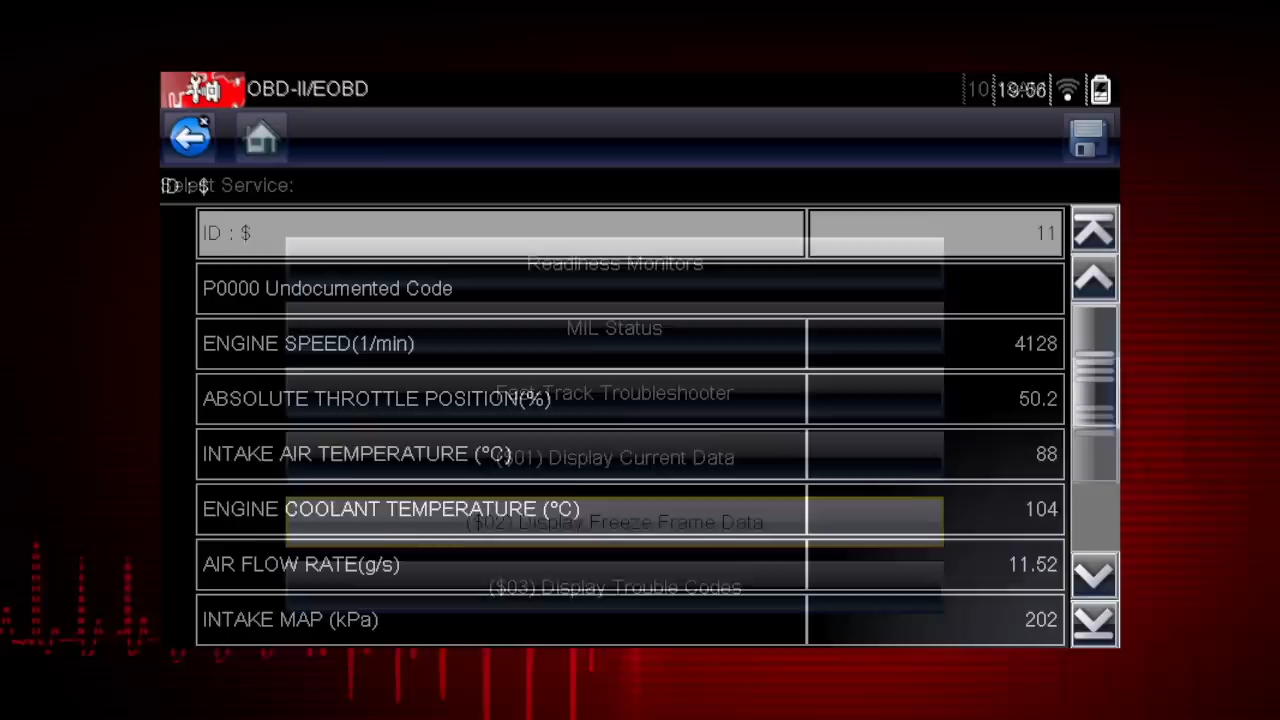 OBD-II/EOBD
10 19:56
Select Service:
ID : $
ID : $ 11
Readiness Monitors
P0000 Undocumented Code
MIL Status
ENGINE SPEED(1/min) 4128
Fast-Track Troubleshooter
ABSOLUTE THROTTLE POSITION(%) 50.2
INTAKE AIR TEMPERATURE (°C) 88
($01) Display Current Data
ENGINE COOLANT TEMPERATURE (°C) 104
($02) Display Freeze Frame Data
AIR FLOW RATE(g/s) 11.52
($03) Display Trouble Codes
INTAKE MAP (kPa) 202